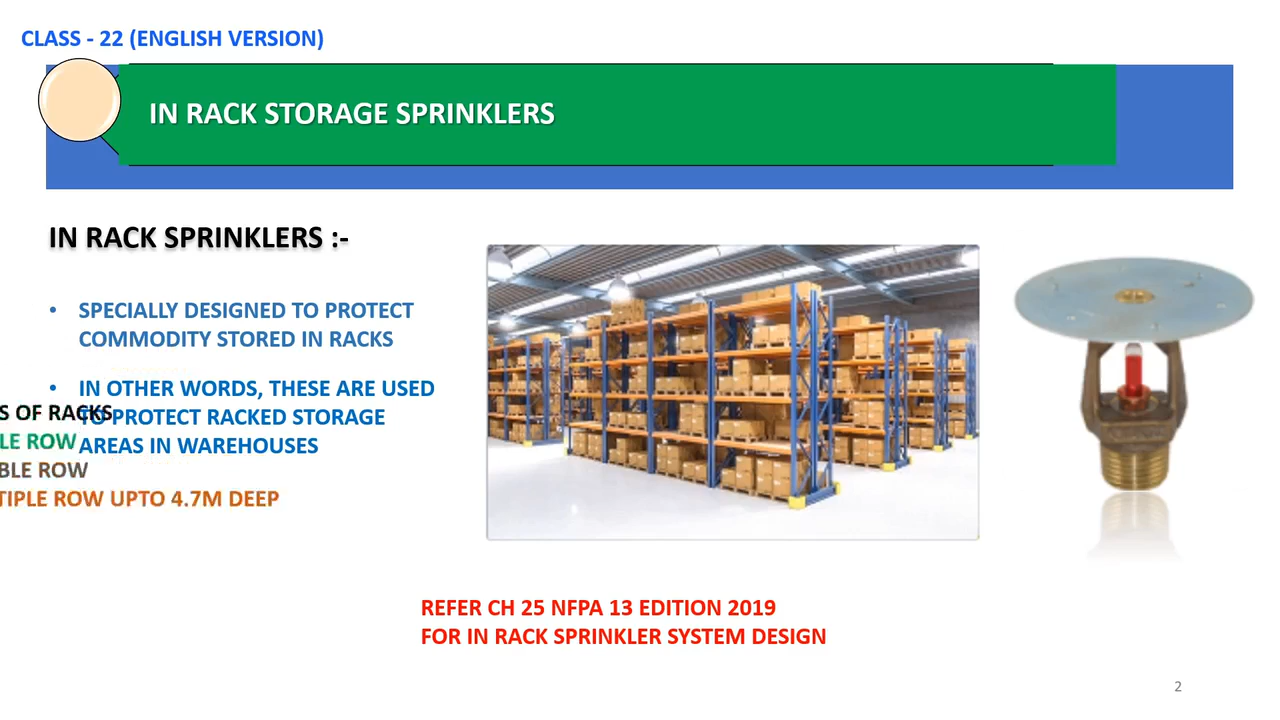 CLASS - 22 (ENGLISH VERSION)
IN RACK STORAGE SPRINKLERS
IN RACK SPRINKLERS :-
• SPECIALLY DESIGNED TO PROTECT
COMMODITY STORED IN RACKS
• IN OTHER WORDS, THESE ARE USED
TO PROTECT RACKED STORAGE
AREAS IN WAREHOUSES
S OF RACKS
LE ROW
BLE ROW
TIPLE ROW UPTO 4.7M DEEP
REFER CH 25 NFPA 13 EDITION 2019
FOR IN RACK SPRINKLER SYSTEM DESIGN
2